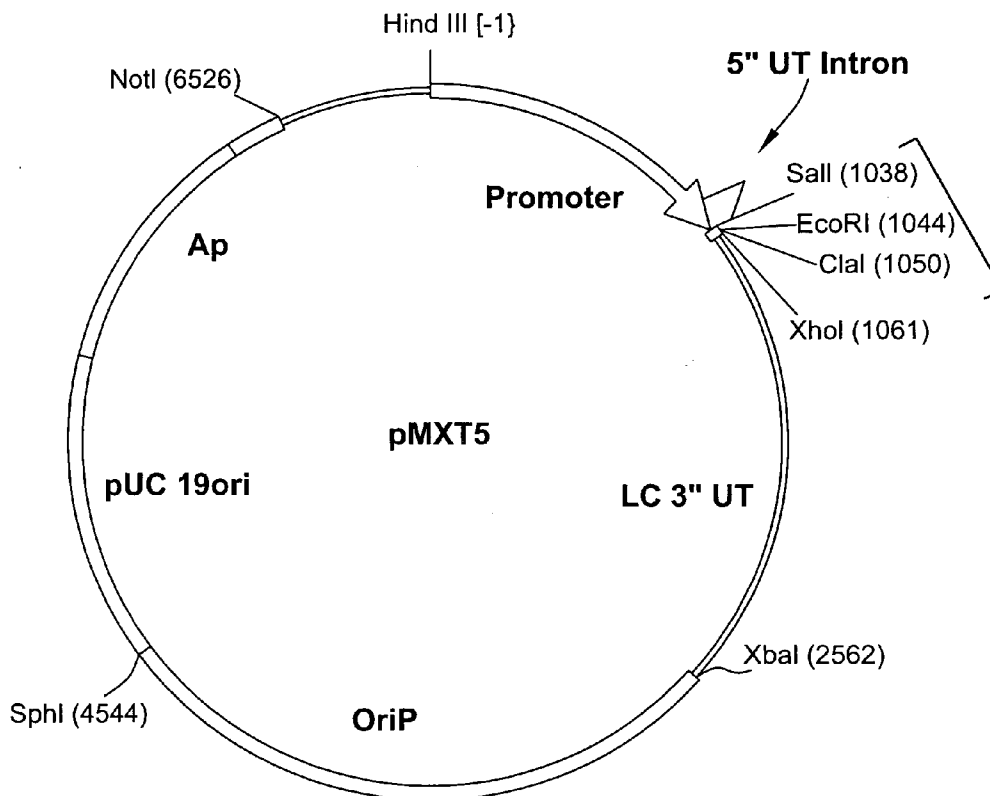 Hind III [-1}
NotI (6526)
5" UT Intron
SalI (1038)
Promoter
EcoRI (1044)
Ap
ClaI (1050)
XhoI (1061)
pMXT5
pUC 19ori
LC 3" UT
XbaI (2562)
SphI (4544)
OriP